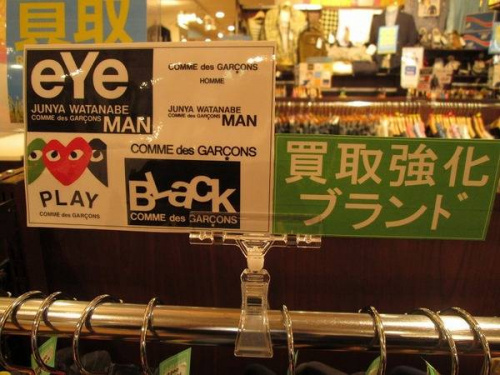 買取
eYe
JUNYA WATANABE
COMME des GARÇONS MAN
COMME des GARÇONS
HOMME
JUNYA WATANABE
COMME des GARÇONS MAN
PLAY
COMME des GARÇONS
COMME des GARÇONS
BLACK
COMME des GARÇONS
買取強化
ブランド